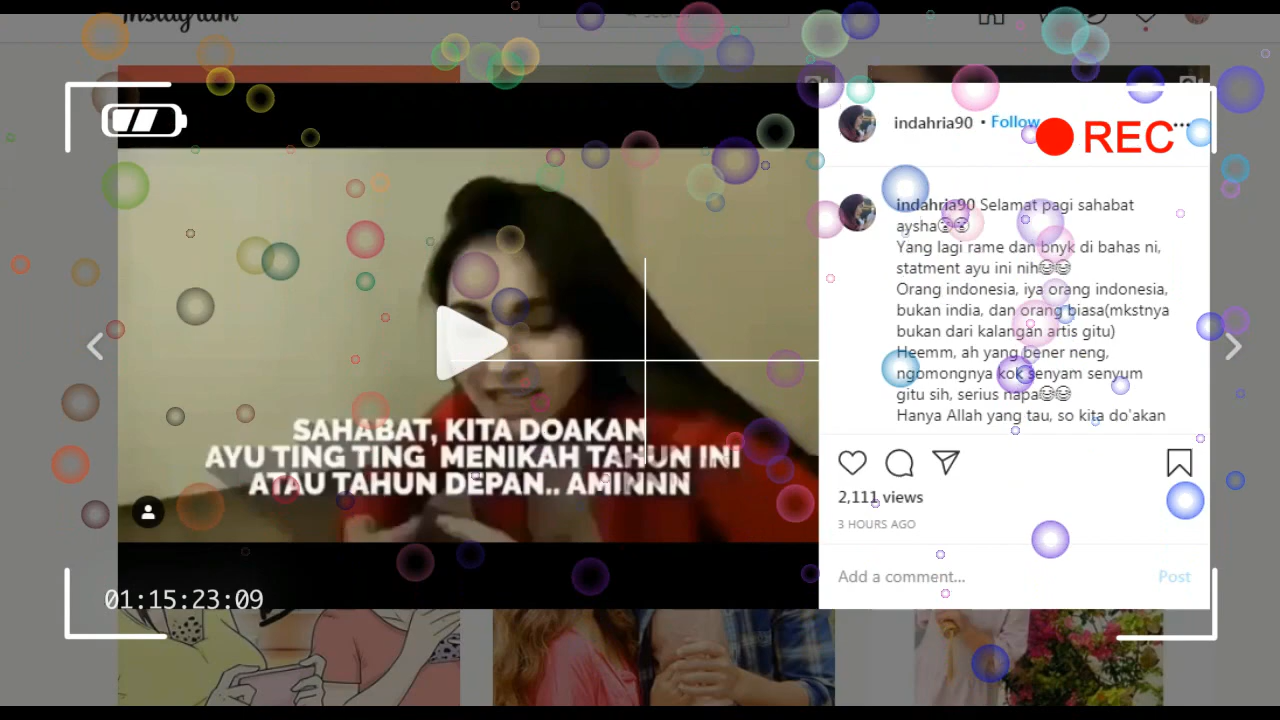 Instagram
Search
indahria90 • Follow
REC
indahria90 Selamat pagi sahabat
aysha
Yang lagi rame dan bnyk di bahas ni,
statment ayu ini nih
Orang indonesia, iya orang indonesia,
bukan india, dan orang biasa(mkstnya
bukan dari kalangan artis gitu)
Heemm, ah yang bener neng,
ngomongnya kok senyam senyum
gitu sih, serius napa
Hanya Allah yang tau, so kita do'akan
SAHABAT, KITA DOAKAN
AYU TING TING MENIKAH TAHUN INI
ATAU TAHUN DEPAN.. AMINNNN
2,111 views
3 HOURS AGO
Add a comment... Post
01:15:23:09